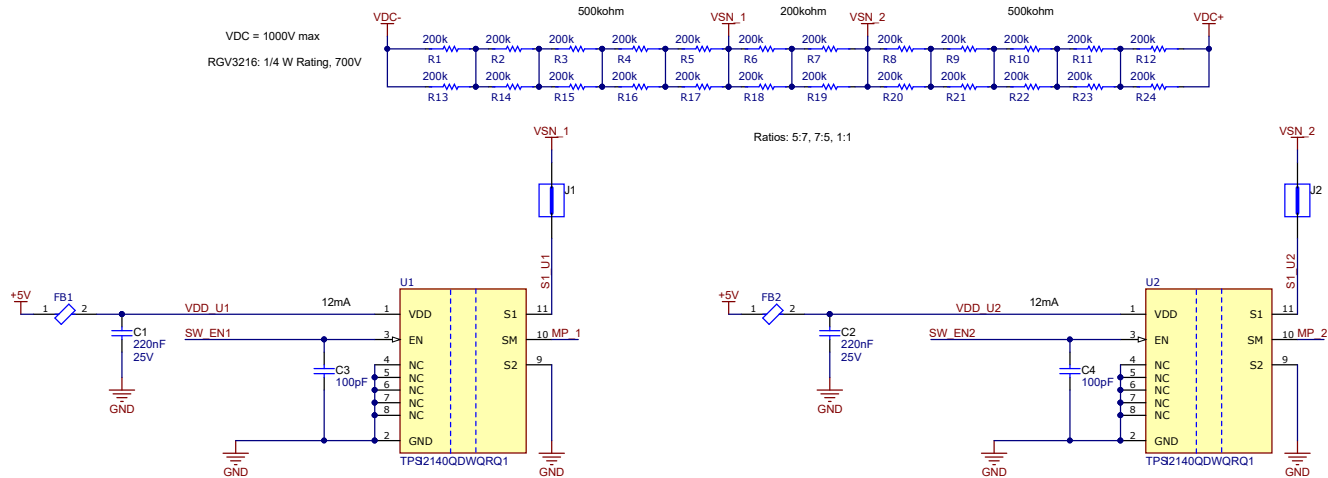 500kohm 200kohm 500kohm
VDC- VSN_1 VSN_2 VDC+
VDC = 1000V max
200k 200k 200k 200k 200k 200k 200k 200k 200k 200k 200k 200k
R1 R2 R3 R4 R5 R6 R7 R8 R9 R10 R11 R12
RGV3216: 1/4 W Rating, 700V
200k 200k 200k 200k 200k 200k 200k 200k 200k 200k 200k 200k
R13 R14 R15 R16 R17 R18 R19 R20 R21 R22 R23 R24
Ratios: 5:7, 7:5, 1:1
VSN_1
J1
S1_U1
U1
+5V
FB1
1 2
VDD_U1
12mA
1 VDD
S1 11
C1
220nF
25V
SW_EN1
3 EN
SM 10 MP_1
4 NC
S2 9
5 NC
6 NC
7 NC
8 NC
C3
100pF
2 GND
GND
GND
TPSI2140QDWQRQ1
GND
VSN_2
J2
S1_U2
U2
+5V
FB2
1 2
VDD_U2
12mA
1 VDD
S1 11
C2
220nF
25V
SW_EN2
3 EN
SM 10 MP_2
4 NC
S2 9
5 NC
6 NC
7 NC
8 NC
C4
100pF
2 GND
GND
GND
TPSI2140QDWQRQ1
GND